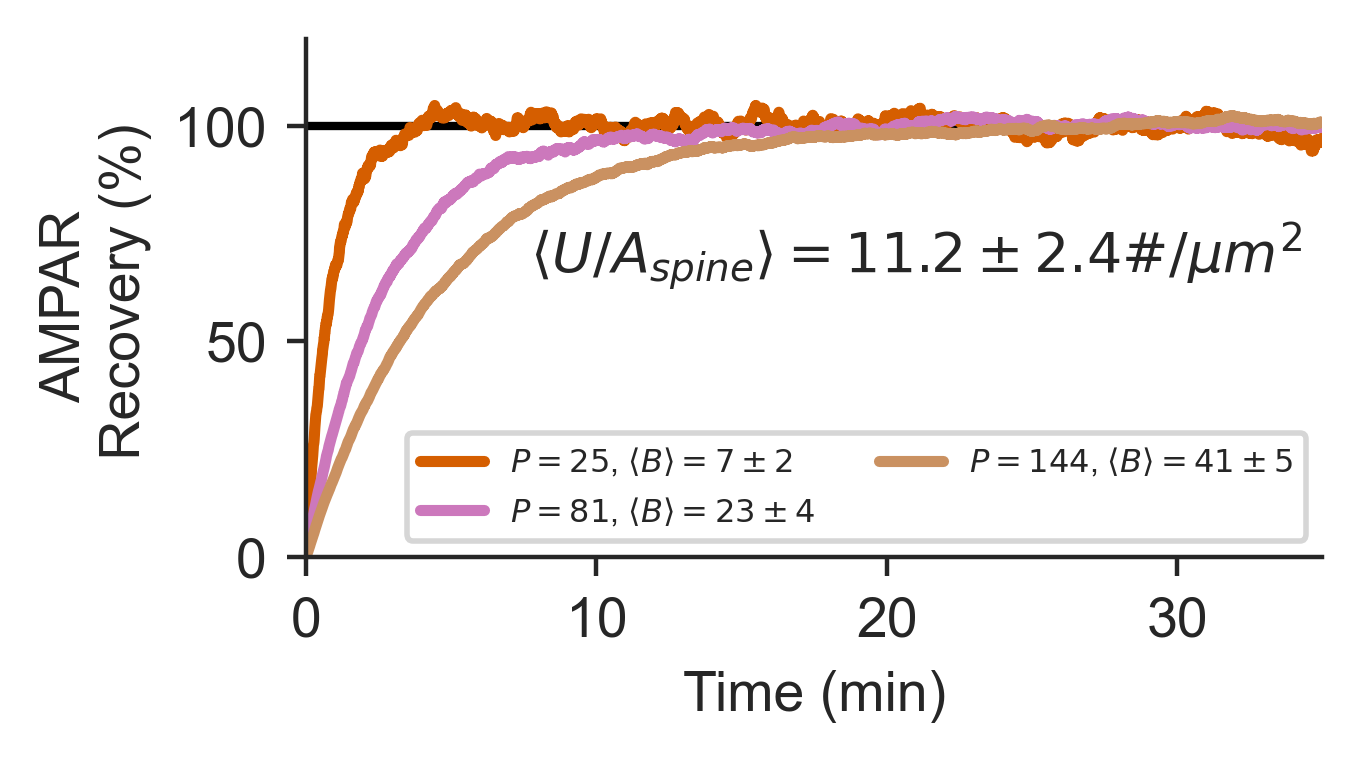 AMPAR
Recovery (%)
100
50
0
⟨U/A_spine⟩ = 11.2 ± 2.4#/μm²
P = 25, ⟨B⟩ = 7 ± 2
P = 81, ⟨B⟩ = 23 ± 4
P = 144, ⟨B⟩ = 41 ± 5
0 10 20 30
Time (min)